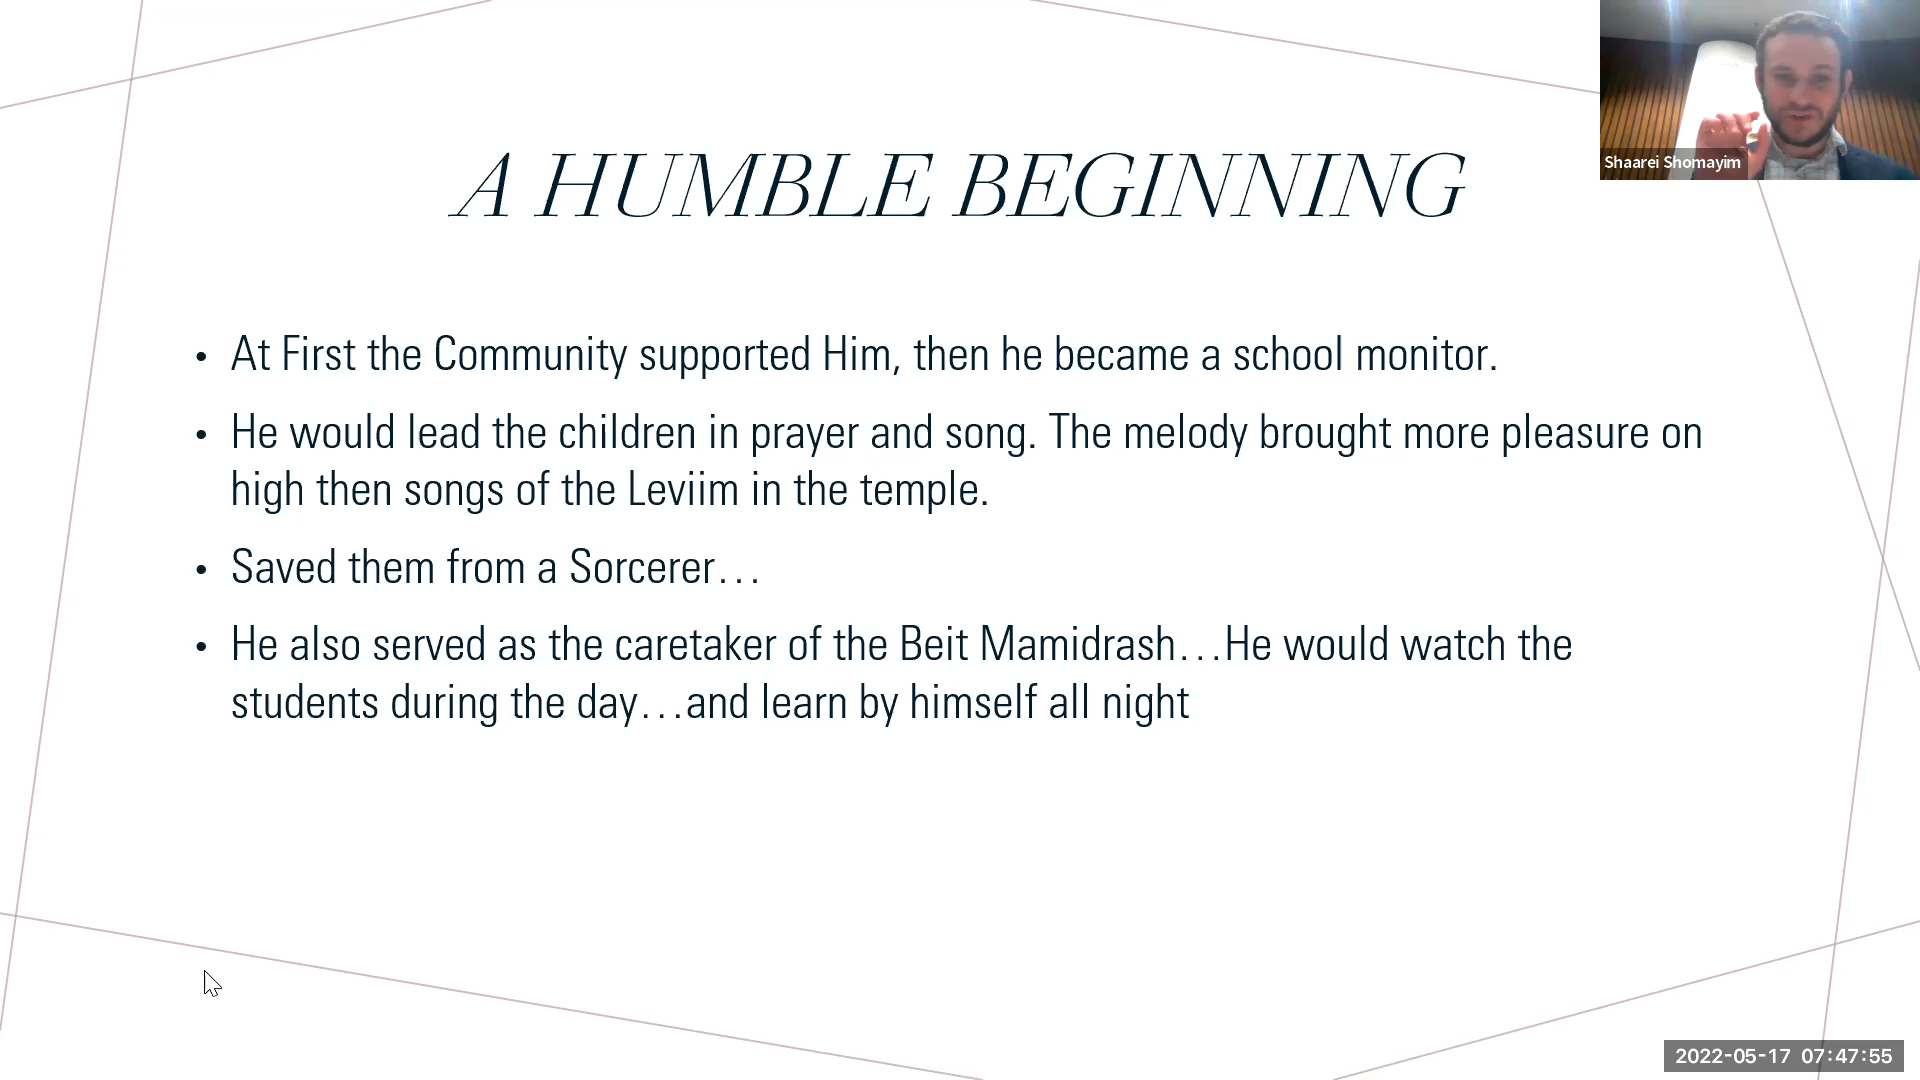 A HUMBLE BEGINNING
Shaarei Shomayim
• At First the Community supported Him, then he became a school monitor.
• He would lead the children in prayer and song. The melody brought more pleasure on
high then songs of the Leviim in the temple.
• Saved them from a Sorcerer…
• He also served as the caretaker of the Beit Mamidrash…He would watch the
students during the day…and learn by himself all night
2022-05-17 07:47:55